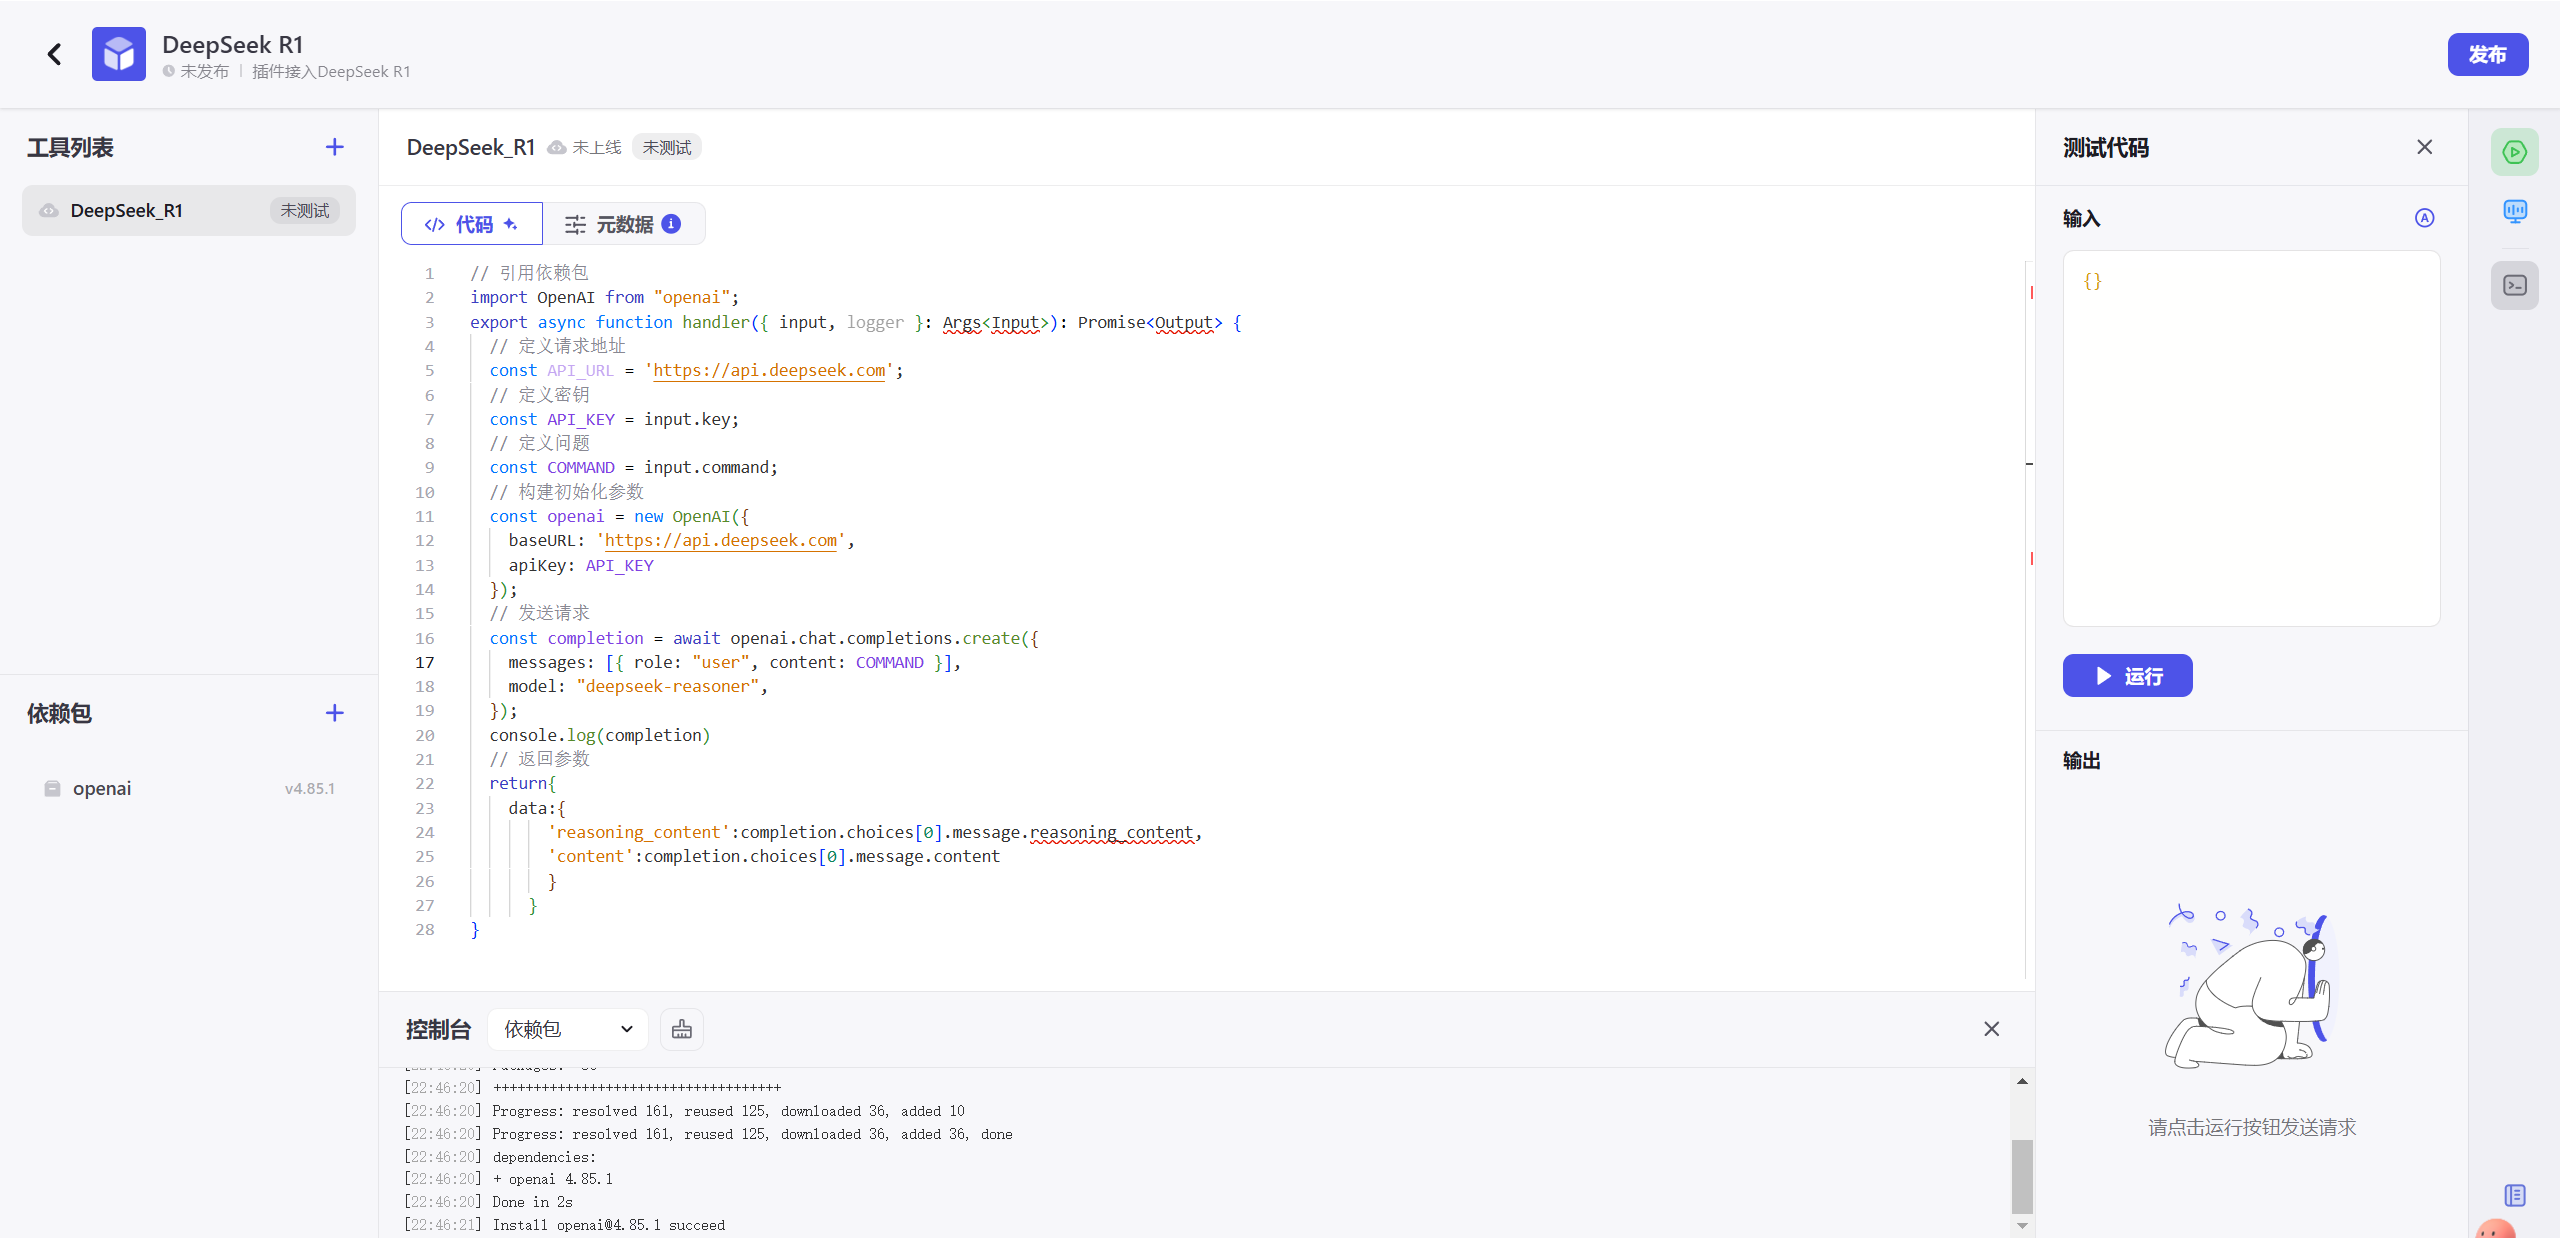 DeepSeek R1
未发布 | 插件接入DeepSeek R1
发布
工具列表
DeepSeek_R1 未测试
依赖包
openai v4.85.1
DeepSeek_R1 未上线 未测试
代码 元数据
1 // 引用依赖包
2 import OpenAI from "openai";
3 export async function handler({ input, logger }: Args<Input>): Promise<Output> {
4 // 定义请求地址
5 const API_URL = 'https://api.deepseek.com';
6 // 定义密钥
7 const API_KEY = input.key;
8 // 定义问题
9 const COMMAND = input.command;
10 // 构建初始化参数
11 const openai = new OpenAI({
12 baseURL: 'https://api.deepseek.com',
13 apiKey: API_KEY
14 });
15 // 发送请求
16 const completion = await openai.chat.completions.create({
17 messages: [{ role: "user", content: COMMAND }],
18 model: "deepseek-reasoner",
19 });
20 console.log(completion)
21 // 返回参数
22 return{
23 data:{
24 'reasoning_content':completion.choices[0].message.reasoning_content,
25 'content':completion.choices[0].message.content
26 }
27 }
28 }
控制台 依赖包
[22:46:20] ++++++++++++++++++++++++++++++++++++
[22:46:20] Progress: resolved 161, reused 125, downloaded 36, added 10
[22:46:20] Progress: resolved 161, reused 125, downloaded 36, added 36, done
[22:46:20] dependencies:
[22:46:20] + openai 4.85.1
[22:46:20] Done in 2s
[22:46:21] Install openai@4.85.1 succeed
测试代码
输入
{}
运行
输出
请点击运行按钮发送请求